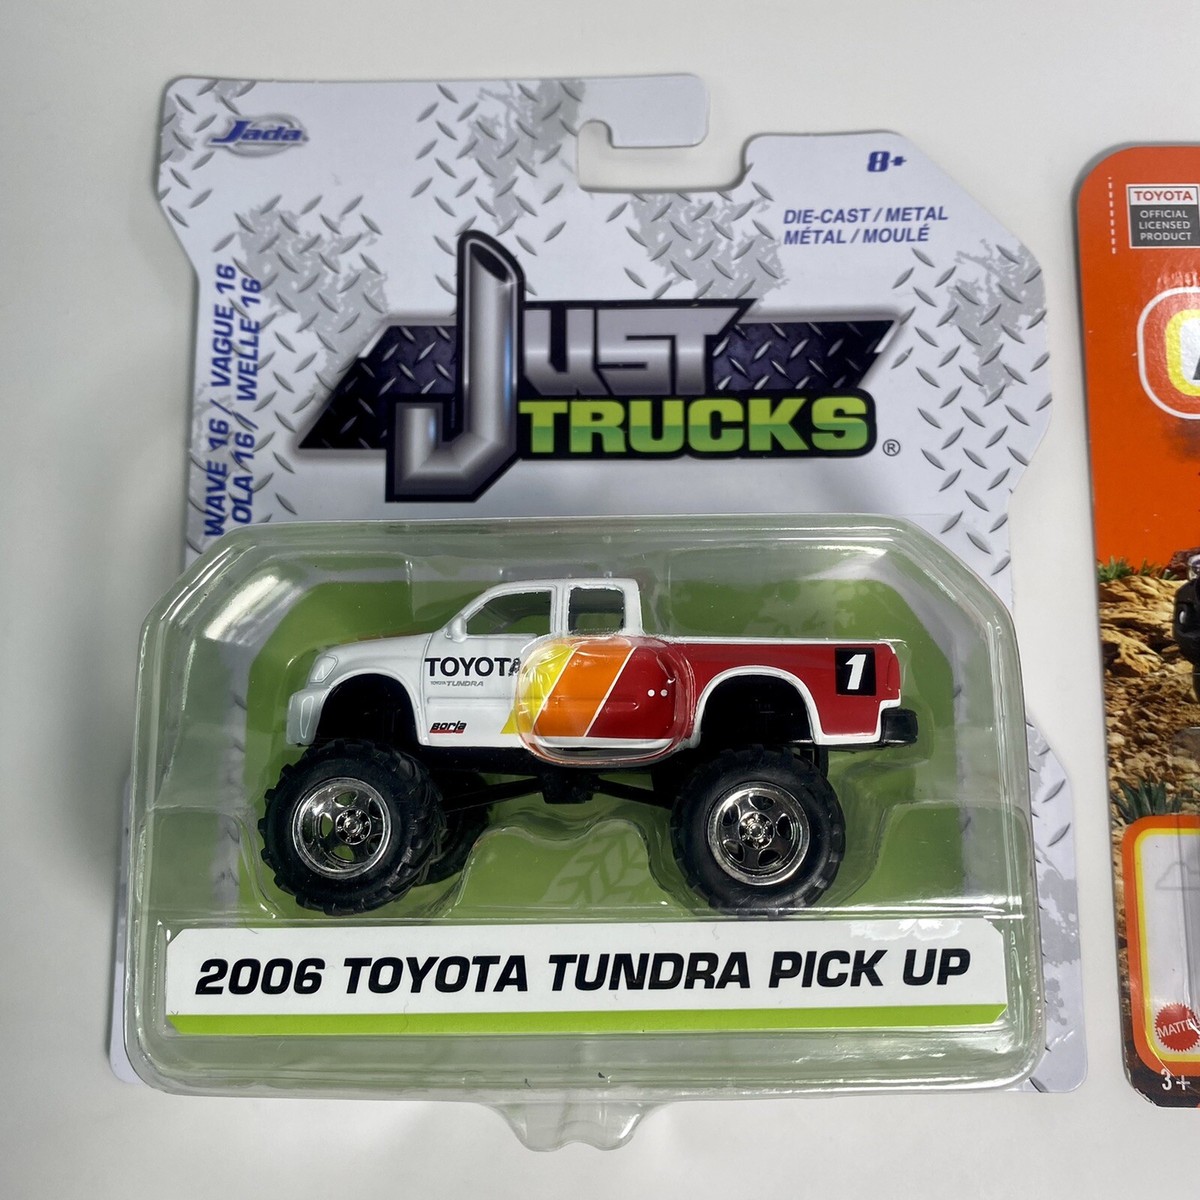 Jada
8+
DIE-CAST / METAL
MÉTAL / MOULÉ
WAVE 16 / VAGUE 16
OLA 16 / WELLE 16
JUST
TRUCKS®
TOYOTA
TUNDRA
Borla
1
2006 TOYOTA TUNDRA PICK UP
TOYOTA
OFFICIAL
LICENSED
PRODUCT
MATTEL
3+